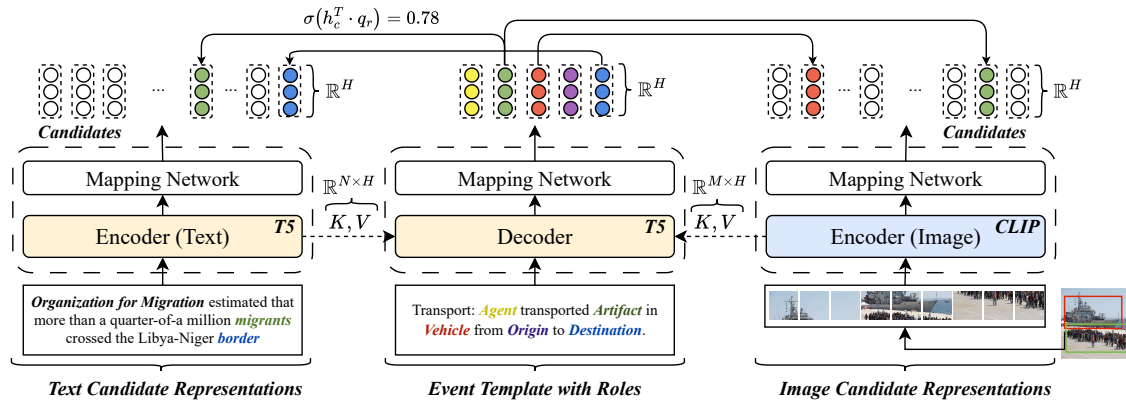 σ(h_c^T · q_r) = 0.78
... ...
ℝ^H
ℝ^H
... ...
ℝ^H
Candidates
Candidates
Mapping Network
ℝ^{N×H}
Mapping Network
ℝ^{M×H}
Mapping Network
Encoder (Text)
T5
K, V
Decoder
T5
K, V
Encoder (Image)
CLIP
Organization for Migration estimated that
more than a quarter-of-a million migrants
crossed the Libya-Niger border
Transport: Agent transported Artifact in
Vehicle from Origin to Destination.
Text Candidate Representations
Event Template with Roles
Image Candidate Representations